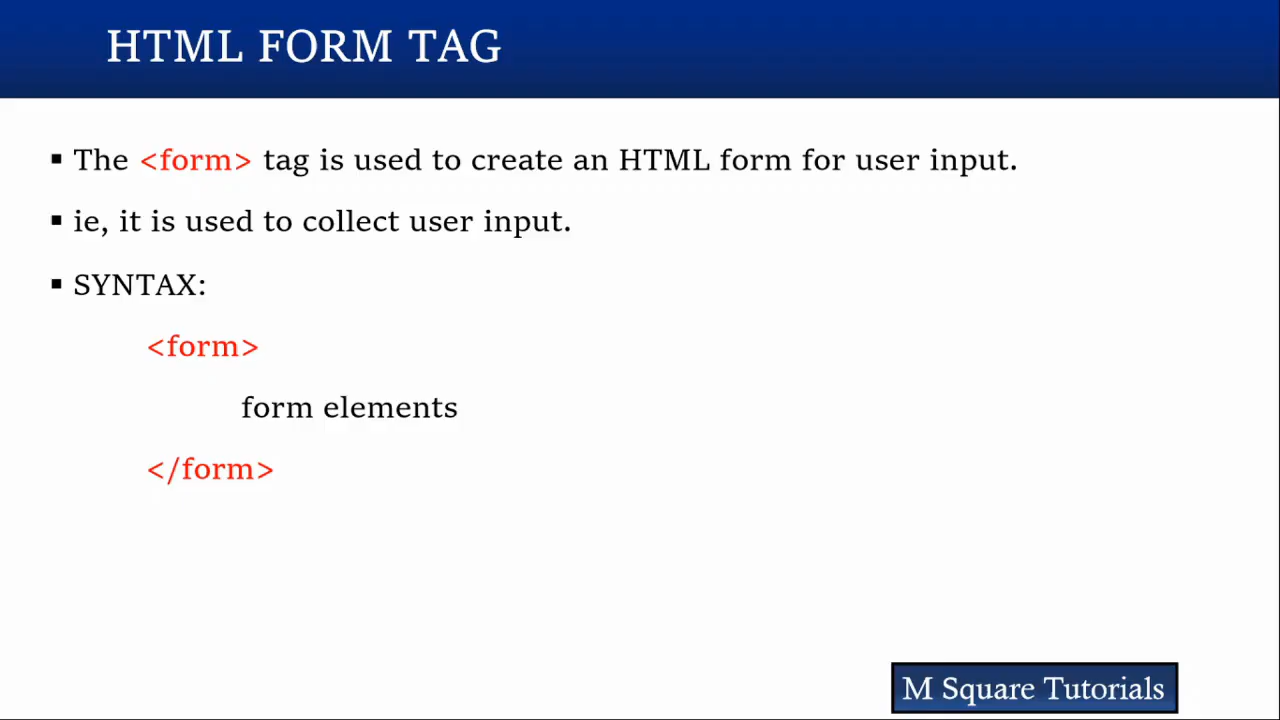 HTML FORM TAG
▪ The <form> tag is used to create an HTML form for user input.
▪ ie, it is used to collect user input.
▪ SYNTAX:
<form>
form elements
</form>
M Square Tutorials